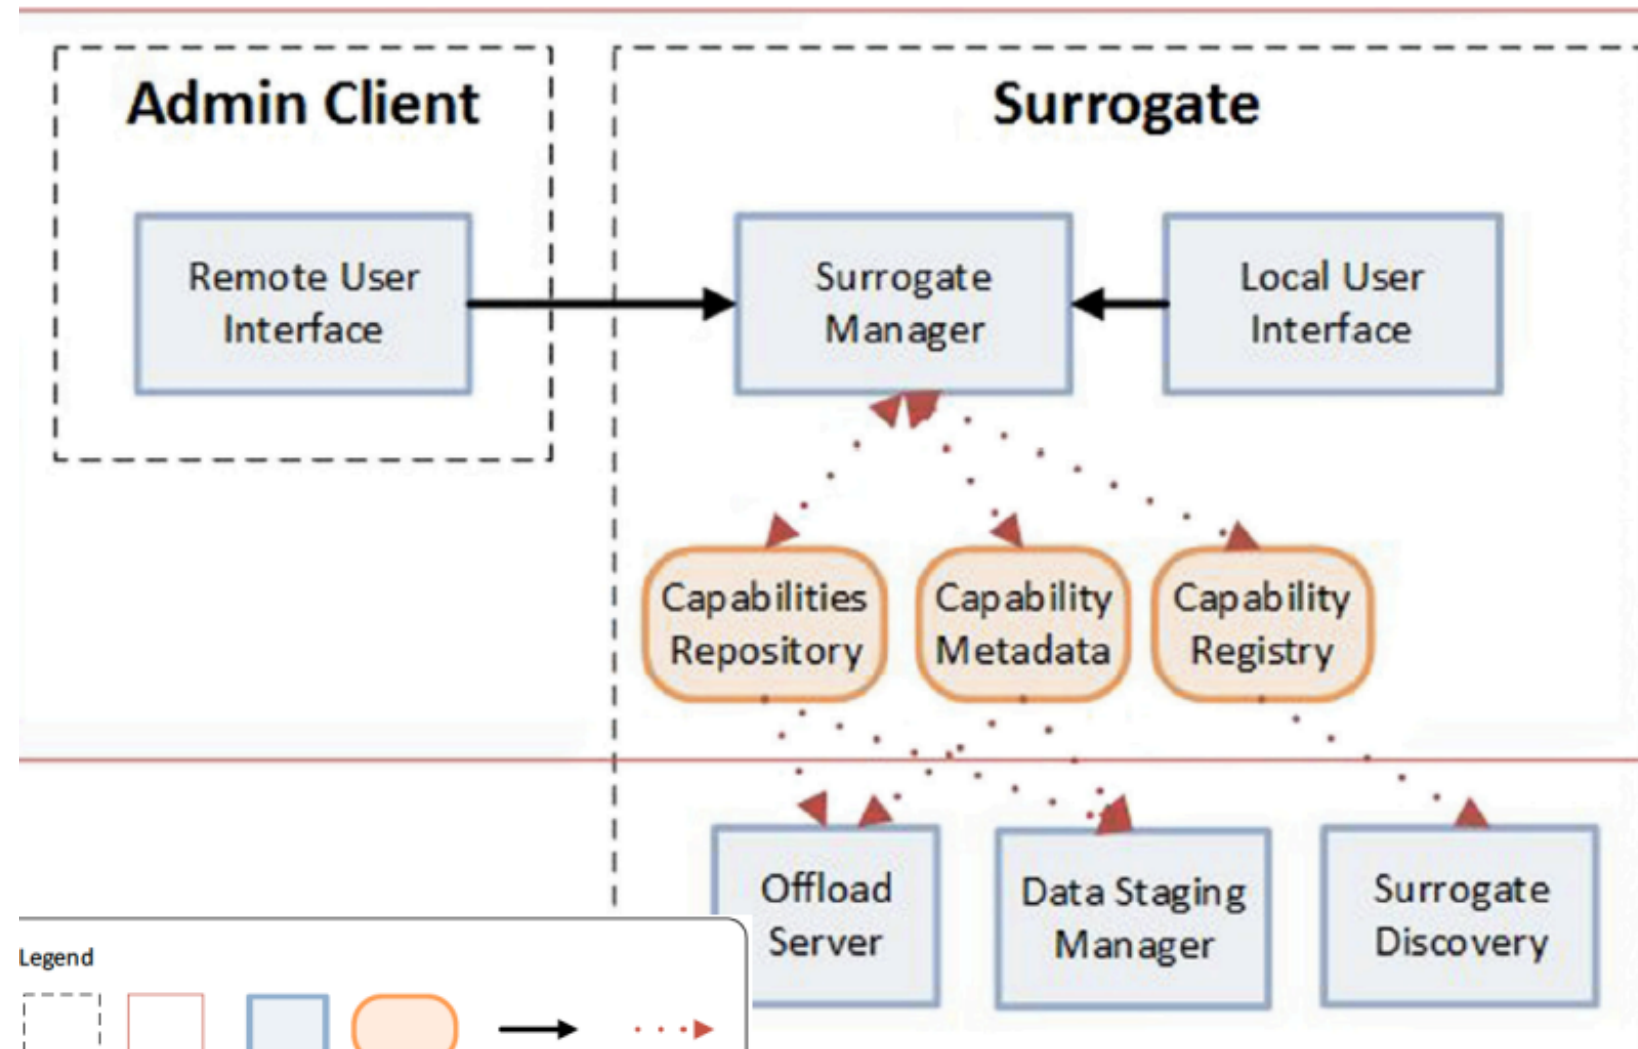 Admin Client
Surrogate
Remote User
Interface
Surrogate
Manager
Local User
Interface
Capabilities
Repository
Capability
Metadata
Capability
Registry
Offload
Server
Data Staging
Manager
Surrogate
Discovery
Legend